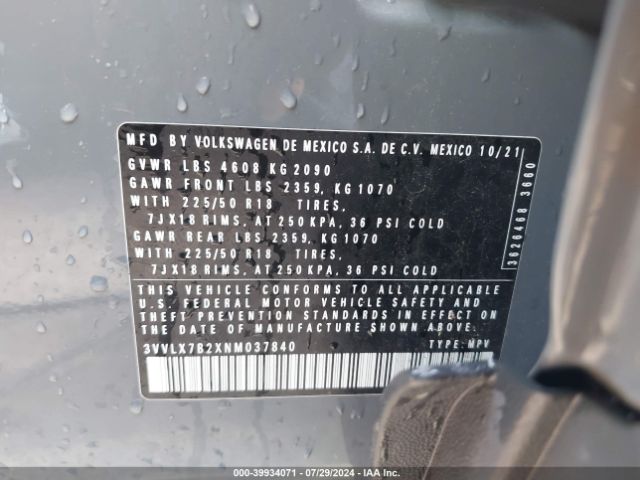 MFD BY VOLKSWAGEN DE MEXICO S.A. DE C.V. MEXICO 10/21
GVWR LBS 4608 KG 2090
GAWR FRONT LBS 2359, KG 1070
WITH 225/50 R18 TIRES,
7JX18 RIMS, AT 250 KPA, 36 PSI COLD
GAWR REAR LBS 2359, KG 1070
WITH 225/50 R18 TIRES,
7JX18 RIMS, AT 250 KPA, 36 PSI COLD
THIS VEHICLE CONFORMS TO ALL APPLICABLE
U.S. FEDERAL MOTOR VEHICLE SAFETY AND
THEFT PREVENTION STANDARDS IN EFFECT ON
THE DATE OF MANUFACTURE SHOWN ABOVE.
3VVLX7B2XNM037840 TYPE: MPV
3626468 3660
000-39934071 - 07/29/2024 - IAA Inc.